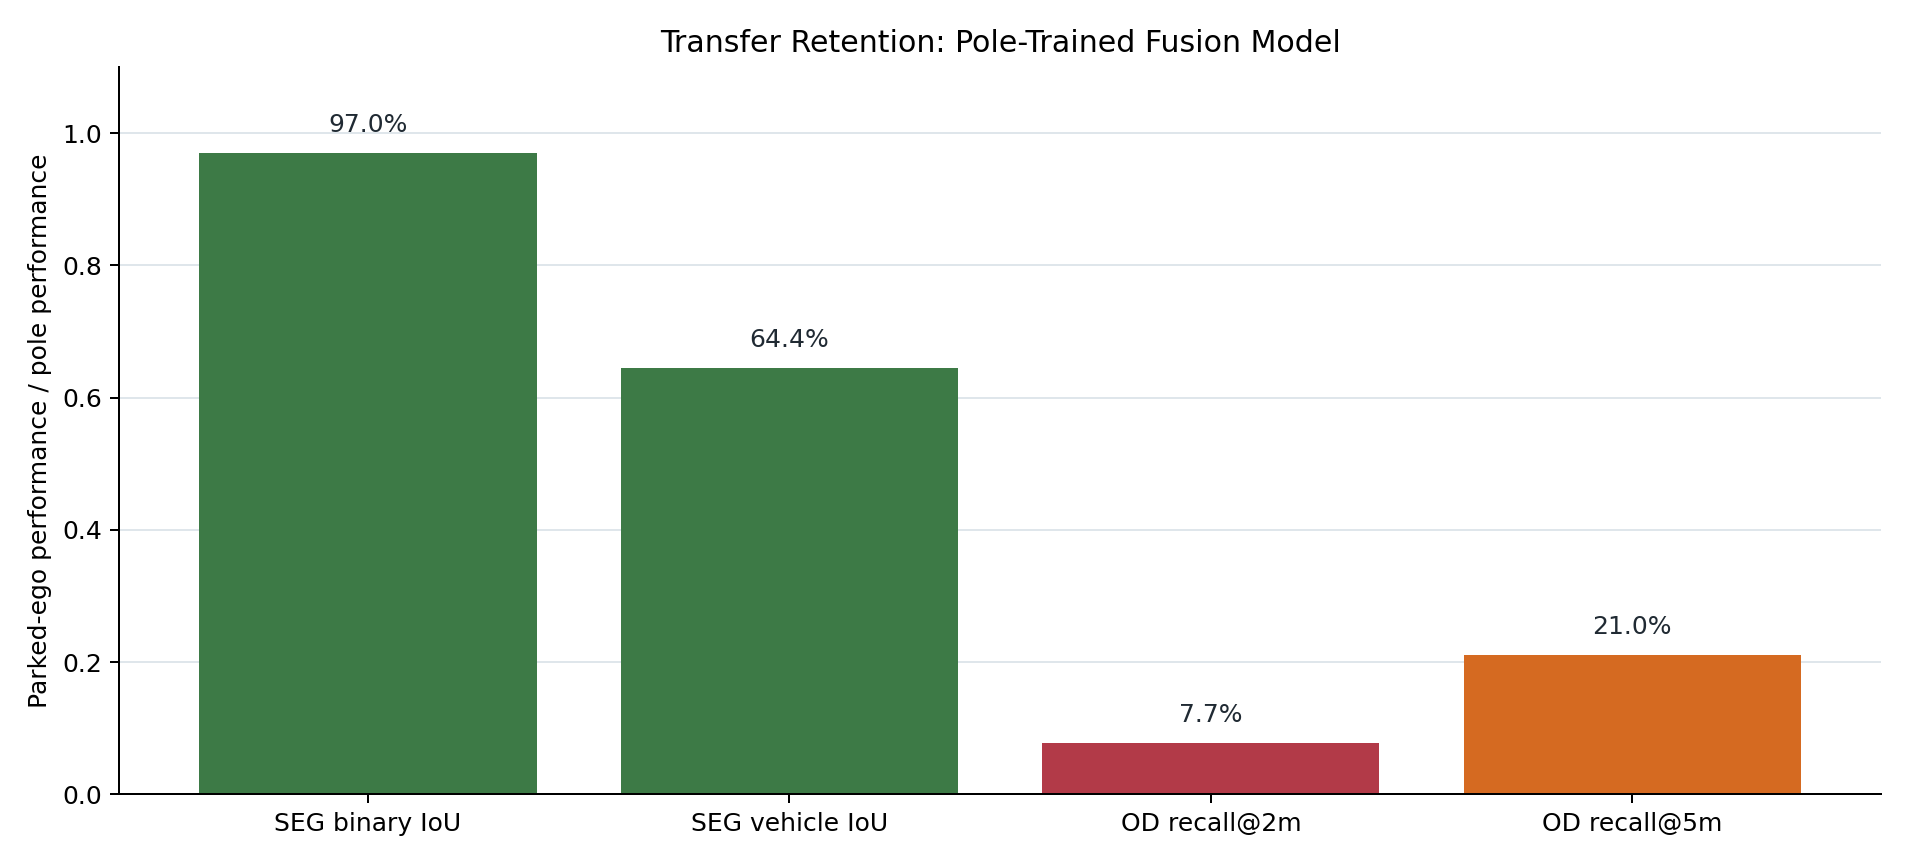 Transfer Retention: Pole-Trained Fusion Model
Parked-ego performance / pole performance
1.0
0.8
0.6
0.4
0.2
0.0
97.0%
64.4%
7.7%
21.0%
SEG binary IoU
SEG vehicle IoU
OD recall@2m
OD recall@5m